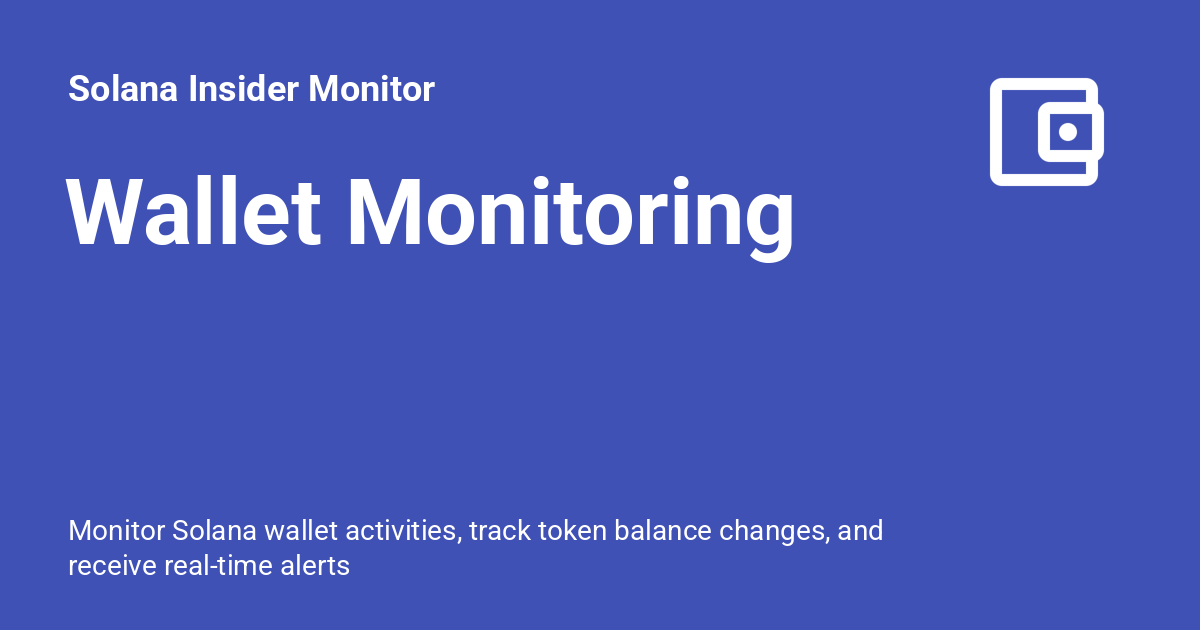 Solana Insider Monitor
Wallet Monitoring
Monitor Solana wallet activities, track token balance changes, and
receive real-time alerts